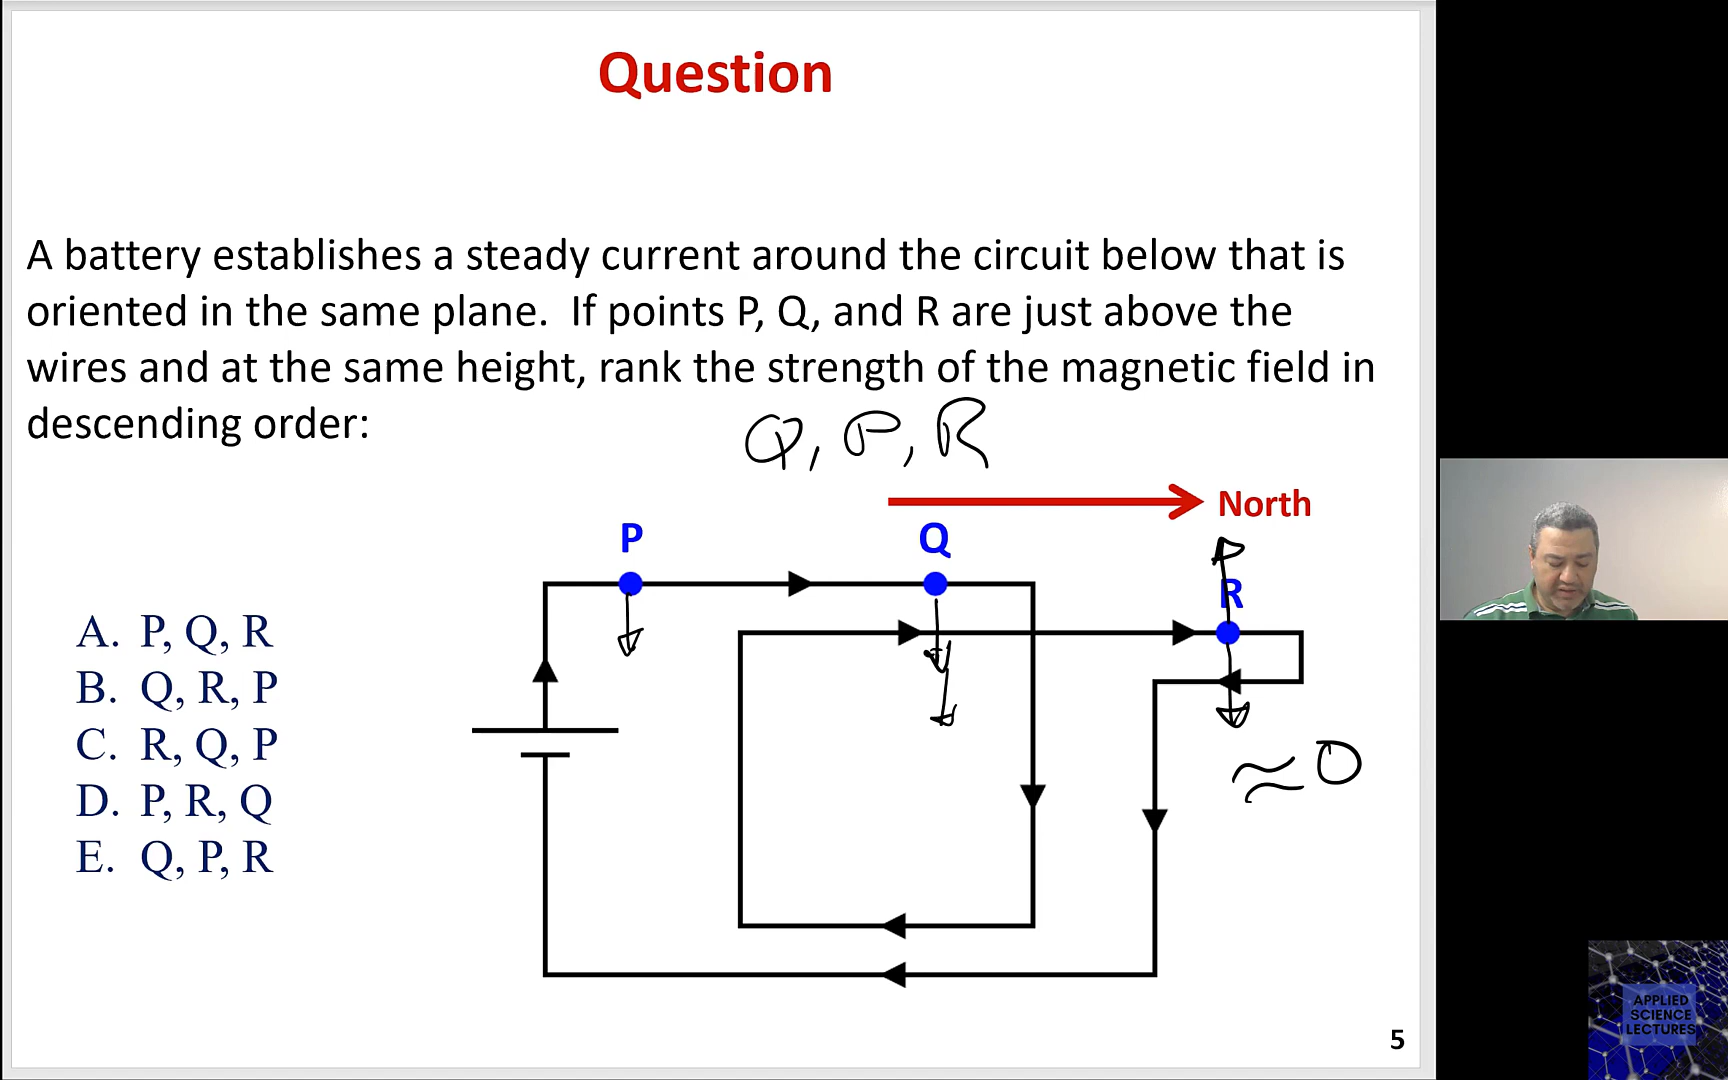 Question
A battery establishes a steady current around the circuit below that is
oriented in the same plane.  If points P, Q, and R are just above the
wires and at the same height, rank the strength of the magnetic field in
descending order:
Q, P, R
North
P
Q
R
A. P, Q, R
B. Q, R, P
C. R, Q, P
D. P, R, Q
E. Q, P, R
≈ 0
5
APPLIED
SCIENCE
LECTURES